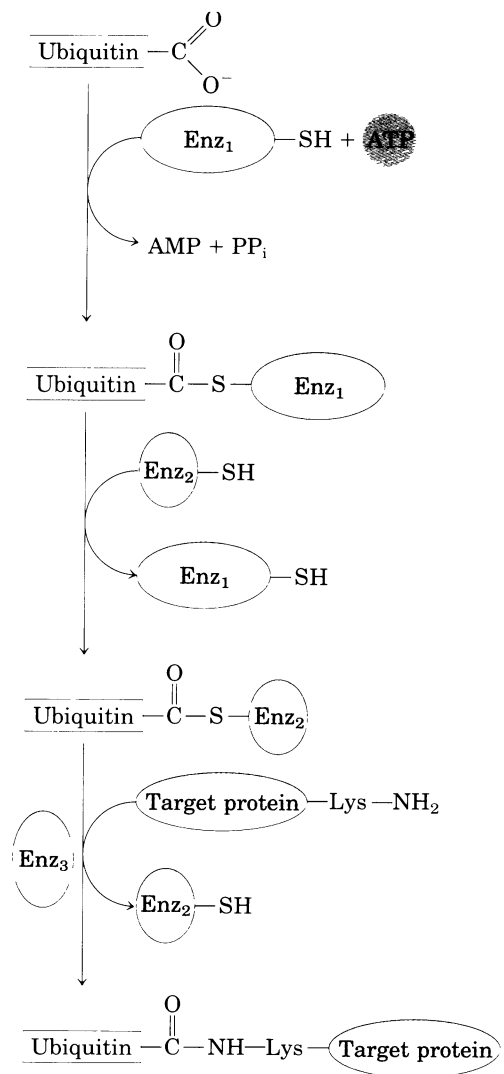 O
Ubiquitin — C
O⁻
Enz₁ —SH + ATP
AMP + PPᵢ
O
Ubiquitin — C — S — Enz₁
Enz₂ —SH
Enz₁ —SH
O
Ubiquitin — C — S — Enz₂
Target protein —Lys —NH₂
Enz₃
Enz₂ —SH
O
Ubiquitin — C — NH—Lys— Target protein